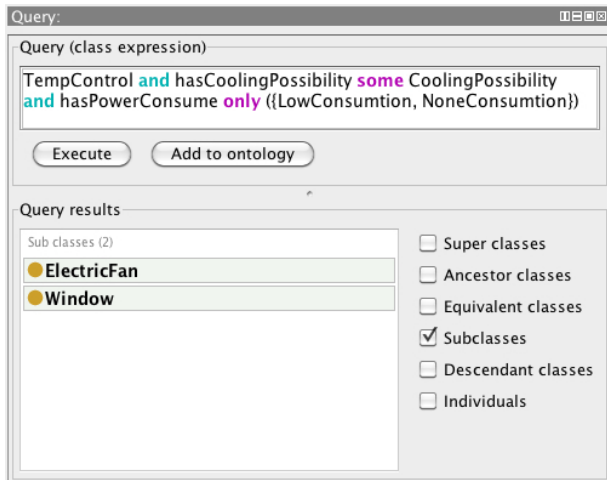 Query:
Query (class expression)
TempControl and hasCoolingPossibility some CoolingPossibility
and hasPowerConsume only ({LowConsumtion, NoneConsumtion})
Execute
Add to ontology
Query results
Sub classes (2)
ElectricFan
Window
Super classes
Ancestor classes
Equivalent classes
Subclasses
Descendant classes
Individuals